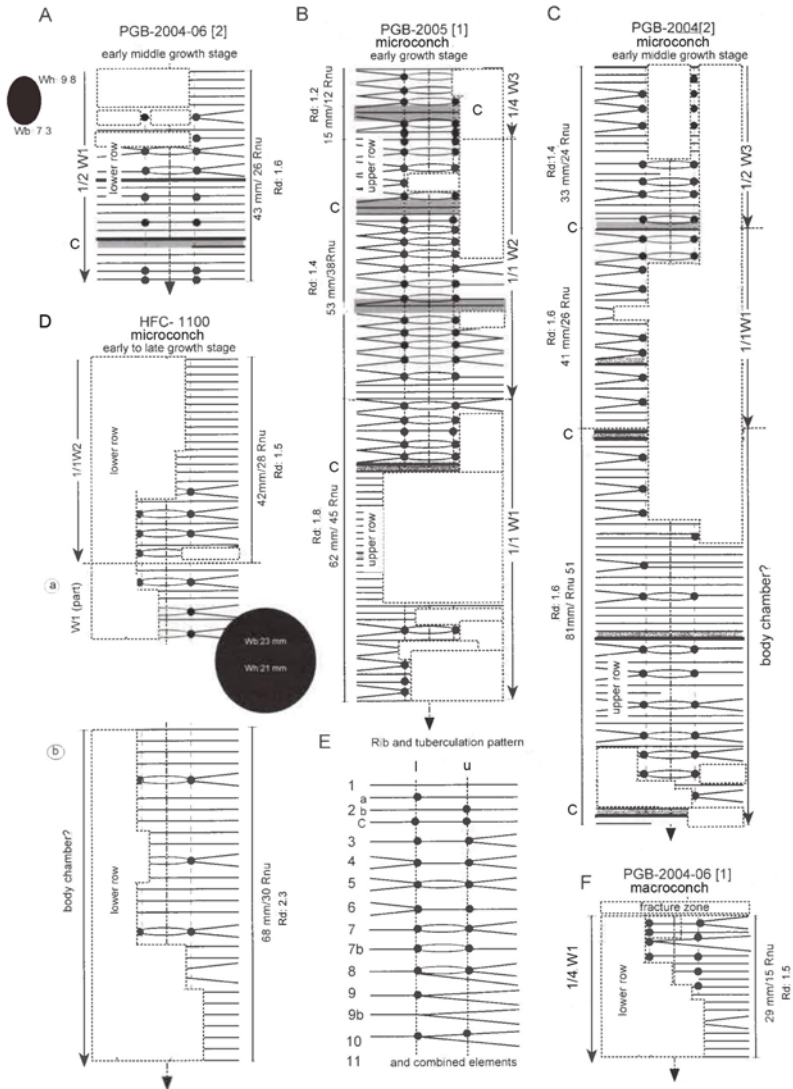 A
PGB-2004-06 [2]
early middle growth stage
Wh: 9 8
Wb: 7 3
1/2 W1
lower row
C
43 mm/ 26 Rnu
Rd: 1.6
B
PGB-2005 [1]
microconch
early growth stage
Rd: 1.2
15 mm/12 Rnu
C
1/4 W3
upper row
C
Rd: 1.4
53 mm/38Rnu
1/1 W2
C
Rd: 1.8
62 mm/ 45 Rnu
upper row
1/1 W1
C
PGB-2004[2]
microconch
early middle growth stage
Rd:1.4
33 mm/24 Rnu
1/2 W3
C
Rd: 1.6
41 mm/26 Rnu
1/1W1
C
Rd: 1.6
81mm/ Rnu 51
upper row
body chamber?
C
D
HFC- 1100
microconch
early to late growth stage
1/1W2
lower row
42mm/28 Rnu
Rd: 1.5
a
W1 (part)
Wb:23 mm
Wh:21 mm
b
body chamber?
lower row
68 mm/30 Rnu
Rd: 2.3
E
Rib and tuberculation pattern
l u
1
a
2 b
C
3
4
5
6
7
7b
8
9
9b
10
11 and combined elements
F
PGB-2004-06 [1]
macroconch
fracture zone
1/4 W1
lower row
29 mm/15 Rnu
Rd: 1.5